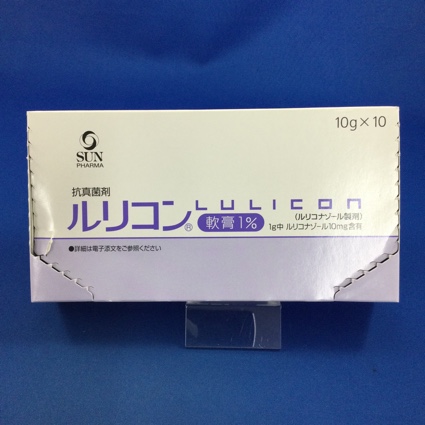 10g×10
SUN
PHARMA
抗真菌剤
ルリコン® LULICON
軟膏1%
(ルリコナゾール製剤)
1g中 ルリコナゾール10mg含有
●詳細は電子添文をご参照ください